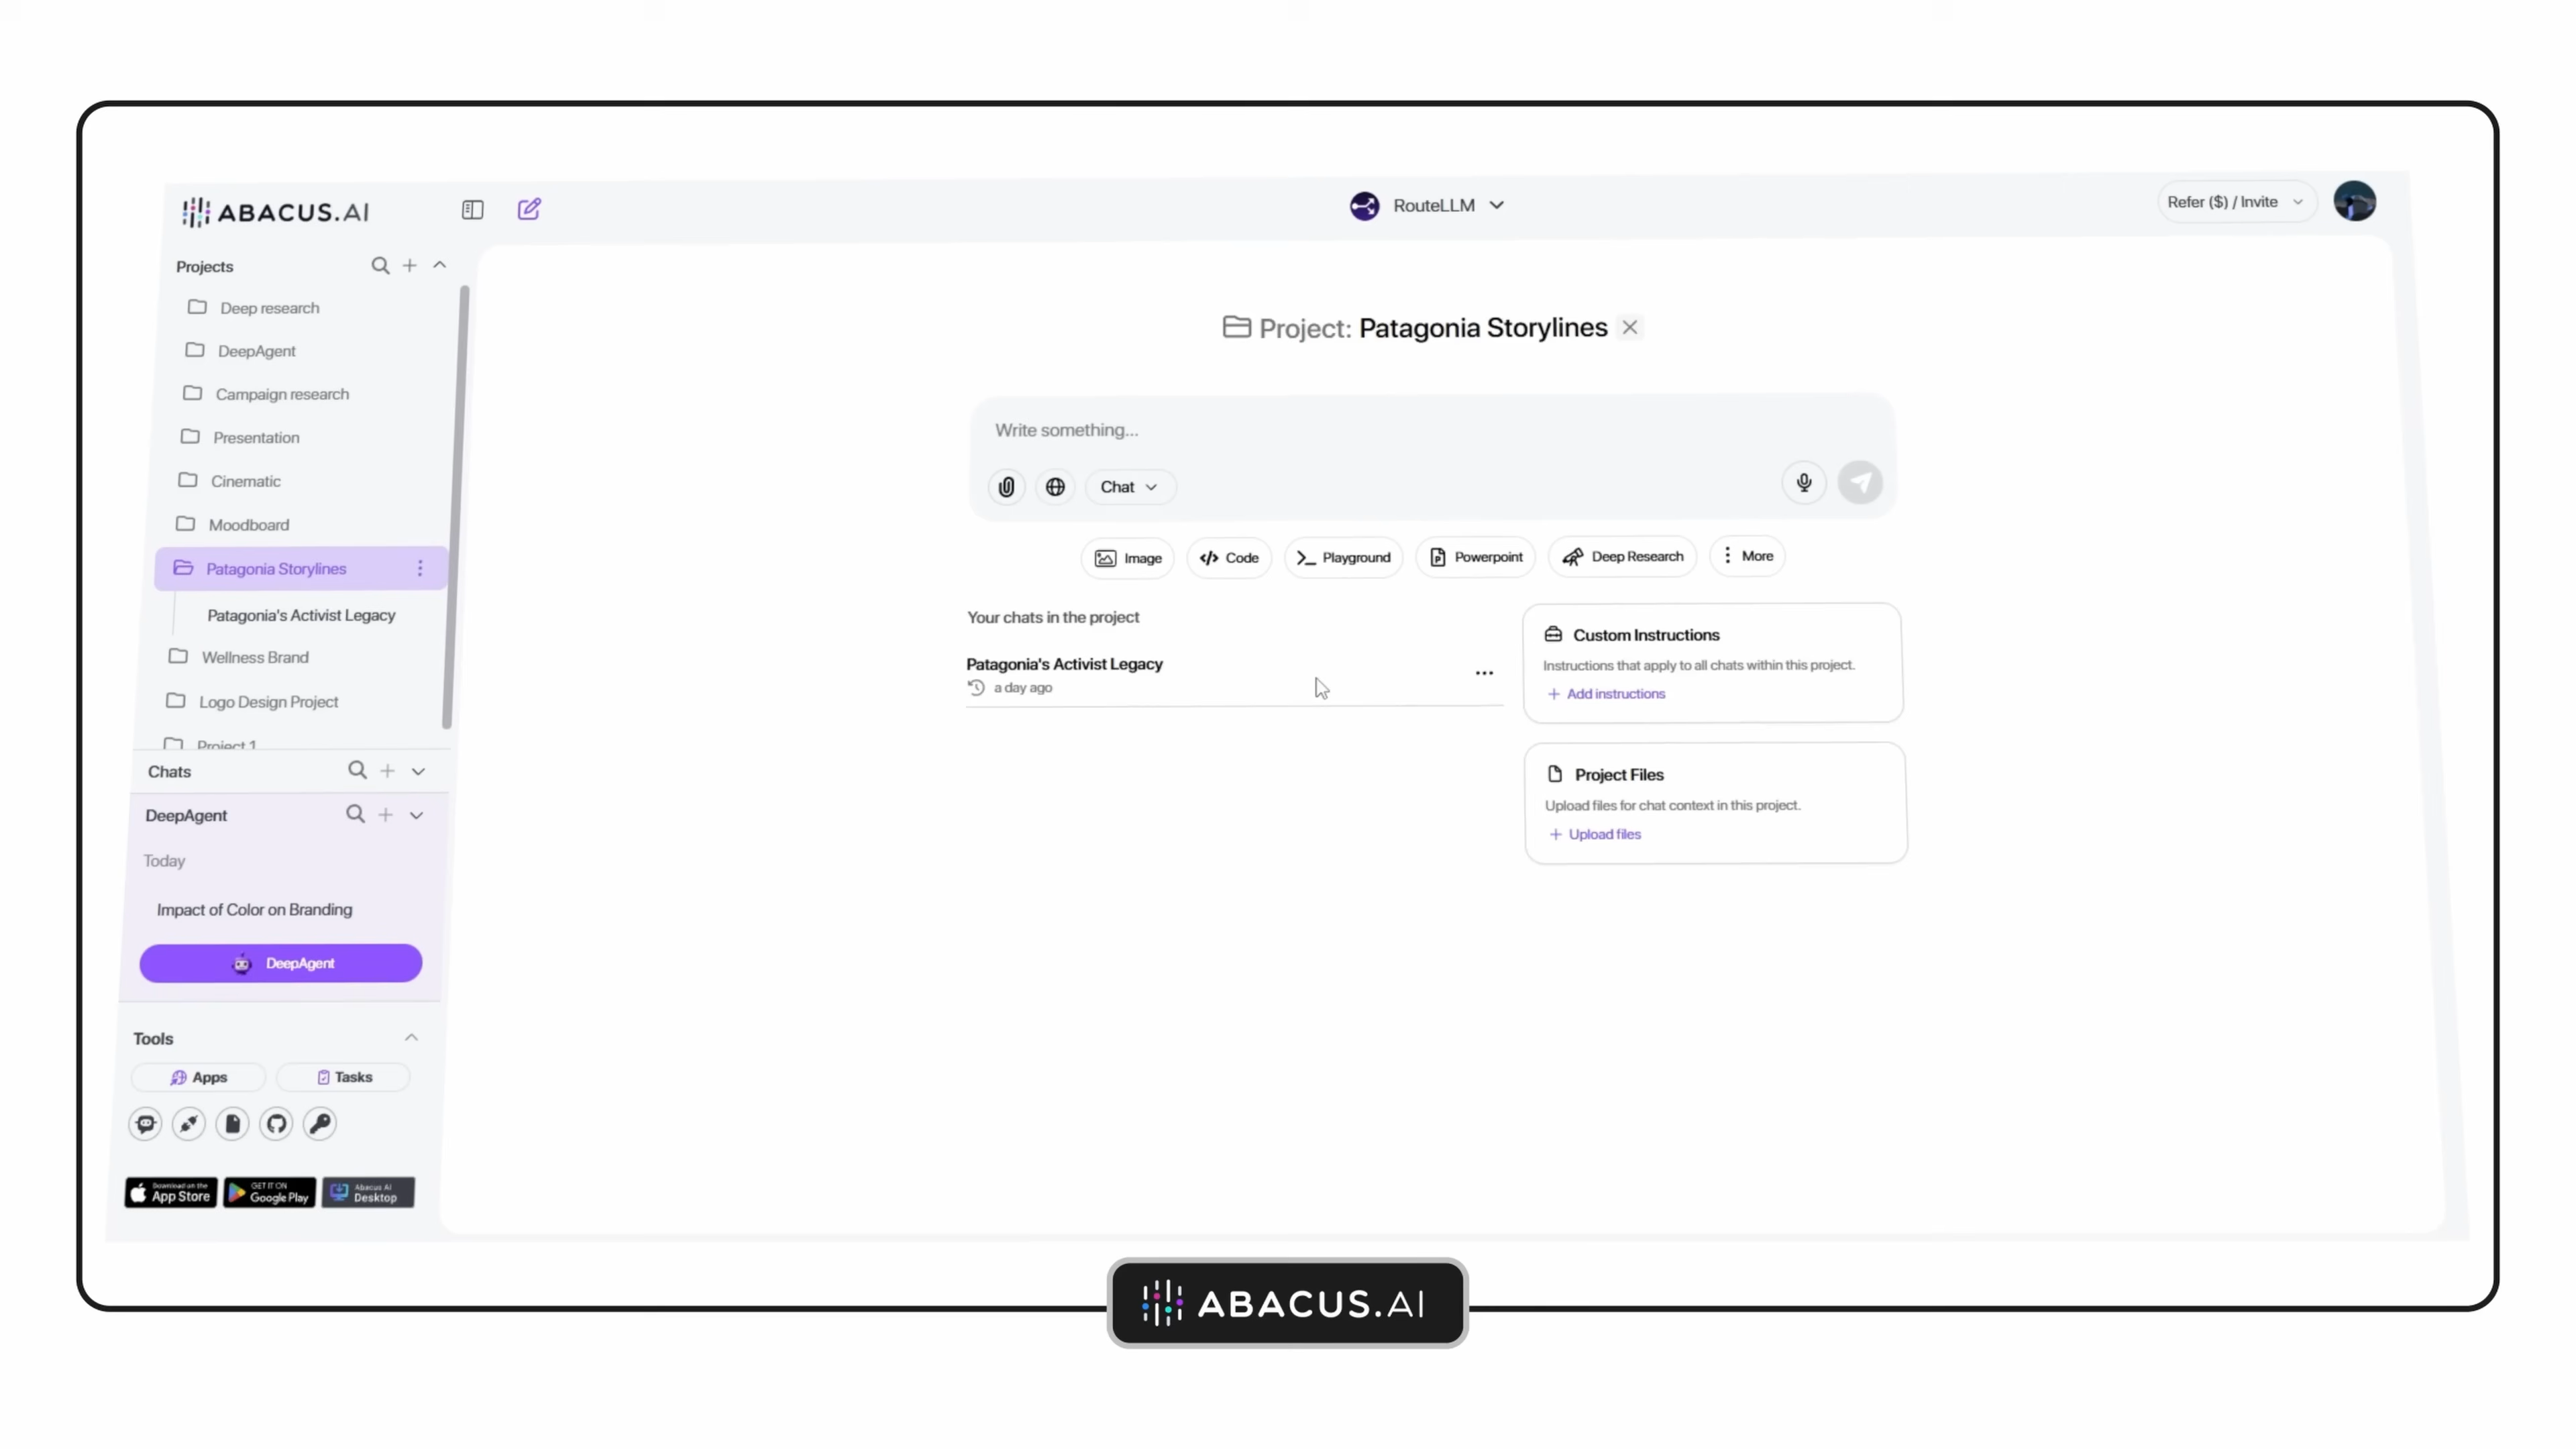 ABACUS.AI
RouteLLM
Refer ($) / Invite
Projects
Deep research
DeepAgent
Campaign research
Presentation
Cinematic
Moodboard
Patagonia Storylines
Patagonia's Activist Legacy
Wellness Brand
Logo Design Project
Project 1
Chats
DeepAgent
Today
Impact of Color on Branding
DeepAgent
Tools
Apps
Tasks
Download on the
App Store
GET IT ON
Google Play
Abacus AI
Desktop
Project: Patagonia Storylines
Write something...
Chat
Image
Code
Playground
Powerpoint
Deep Research
More
Your chats in the project
Patagonia's Activist Legacy
a day ago
Custom Instructions
Instructions that apply to all chats within this project.
+ Add instructions
Project Files
Upload files for chat context in this project.
+ Upload files
ABACUS.AI